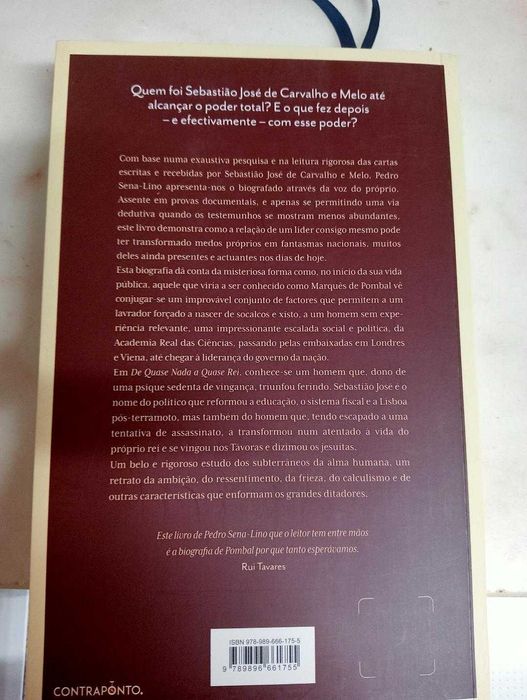 Quem foi Sebastião José de Carvalho e Melo até
alcançar o poder total? E o que fez depois
– e efectivamente – com esse poder?
Com base numa exaustiva pesquisa e na leitura rigorosa das cartas
escritas e recebidas por Sebastião José de Carvalho e Melo, Pedro
Sena-Lino apresenta-nos o biografado através da voz do próprio.
Assente em provas documentais, e apenas se permitindo uma via
dedutiva quando os testemunhos se mostram menos abundantes,
este livro demonstra como a relação de um líder consigo mesmo pode
ter transformado medos próprios em fantasmas nacionais, muitos
deles ainda presentes e actuantes nos dias de hoje.
Esta biografia dá conta da misteriosa forma como, no início da sua vida
pública, aquele que viria a ser conhecido como Marquês de Pombal vê
conjugar-se um improvável conjunto de factores que permitem a um
lavrador forçado a nascer de socalcos e xisto, a um homem sem expe-
riência relevante, uma impressionante escalada social e política, da
Academia Real das Ciências, passando pelas embaixadas em Londres
e Viena, até chegar à liderança do governo da nação.
Em De Quase Nada a Quase Rei, conhece-se um homem que, dono
de uma psique sedenta de vingança, triunfou ferindo. Sebastião José é o
nome do político que reformou a educação, o sistema fiscal e a Lisboa
pós-terramoto, mas também do homem que, tendo escapado a uma
tentativa de assassinato, a transformou num atentado à vida do
próprio rei e se vingou nos Távoras e dizimou os jesuítas.
Um belo e rigoroso estudo dos subterrâneos da alma humana, um
retrato da ambição, do ressentimento, da frieza, do calculismo e de
outras características que enformam os grandes ditadores.
Este livro de Pedro Sena-Lino que o leitor tem entre mãos
é a biografia de Pombal por que tanto esperávamos.
Rui Tavares
ISBN 978-989-666-175-5
9 789896 661755
CONTRAPONTO.